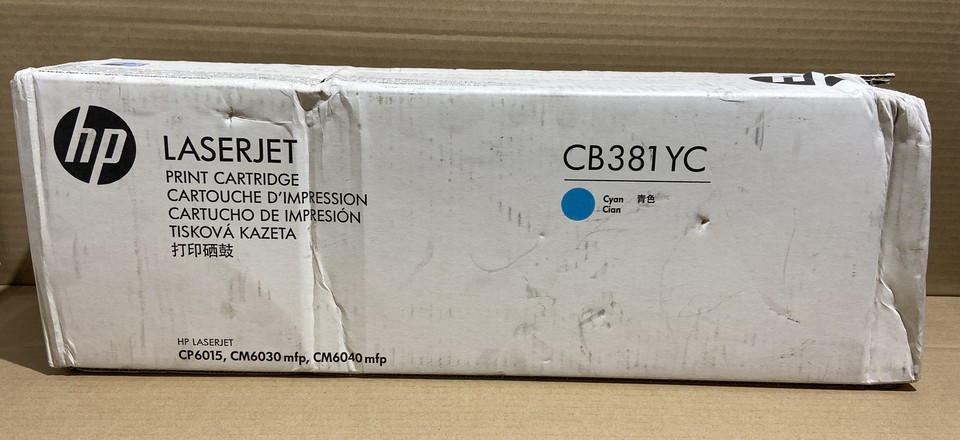 hp
LASERJET
PRINT CARTRIDGE
CARTOUCHE D'IMPRESSION
CARTUCHO DE IMPRESIÓN
TISKOVÁ KAZETA
打印硒鼓
HP LASERJET
CP6015, CM6030 mfp, CM6040 mfp
CB381YC
Cyan 青色
Cian